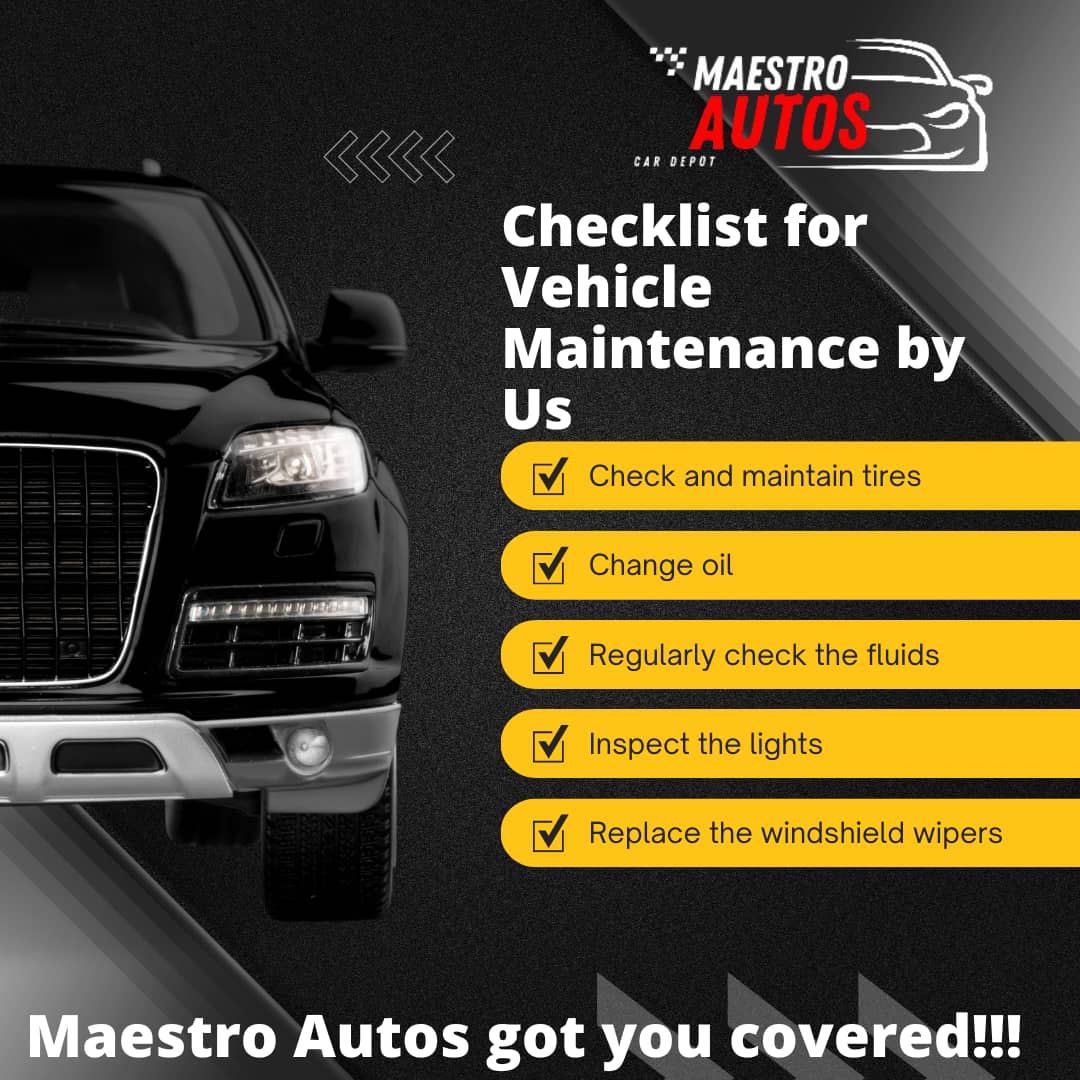 MAESTRO
AUTOS
CAR DEPOT
Checklist for
Vehicle
Maintenance by
Us
Check and maintain tires
Change oil
Regularly check the fluids
Inspect the lights
Replace the windshield wipers
Maestro Autos got you covered!!!